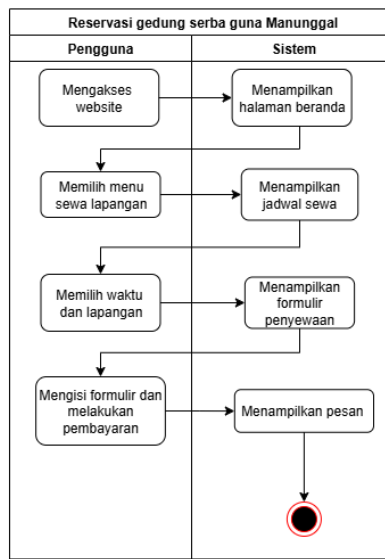 Reservasi gedung serba guna Manunggal
Pengguna
Sistem
Mengakses
website
Menampilkan
halaman beranda
Memilih menu
sewa lapangan
Menampilkan
jadwal sewa
Memilih waktu
dan lapangan
Menampilkan
formulir
penyewaan
Mengisi formulir dan
melakukan
pembayaran
Menampilkan pesan